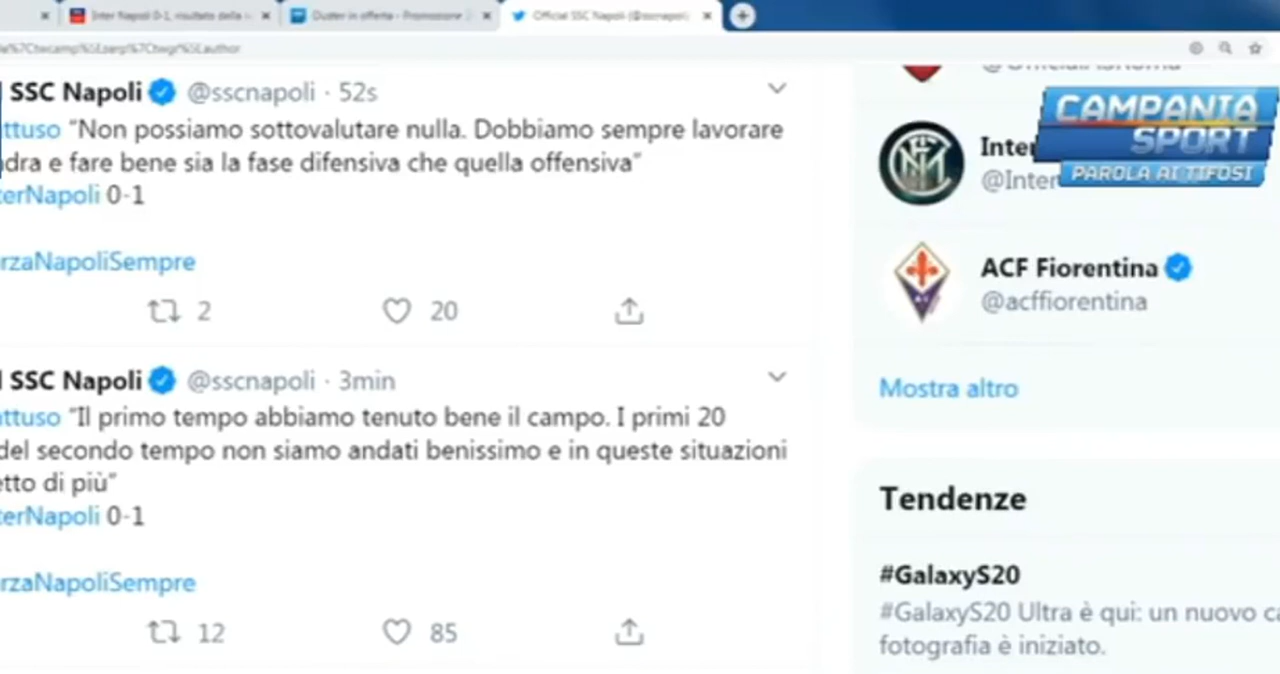 Inter Napoli 0-1, risultato della
Duster in offerta - Promozione
Official SSC Napoli (@sscnapoli)
SSC Napoli @sscnapoli · 52s
ttuso “Non possiamo sottovalutare nulla. Dobbiamo sempre lavorare
dra e fare bene sia la fase difensiva che quella offensiva”
erNapoli 0-1
rzaNapoliSempre
2 20
SSC Napoli @sscnapoli · 3min
attuso “Il primo tempo abbiamo tenuto bene il campo. I primi 20
del secondo tempo non siamo andati benissimo e in queste situazioni
etto di più”
terNapoli 0-1
rzaNapoliSempre
12 85
CAMPANIA
SPORT
PAROLA AI TIFOSI
Inter
@Inter
ACF Fiorentina
@acffiorentina
Mostra altro
Tendenze
#GalaxyS20
#GalaxyS20 Ultra è qui: un nuovo ca
fotografia è iniziato.